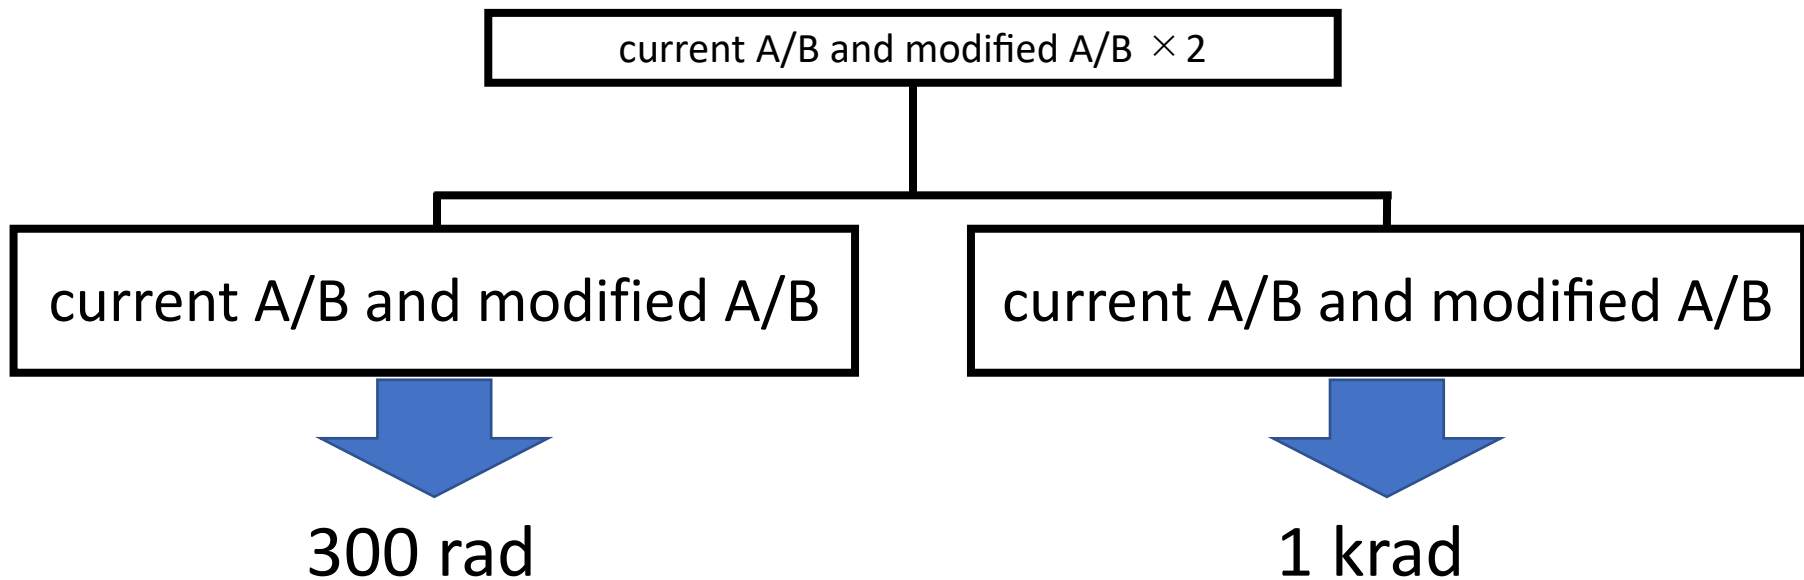 current A/B and modified A/B ×2
current A/B and modified A/B
current A/B and modified A/B
300 rad
1 krad